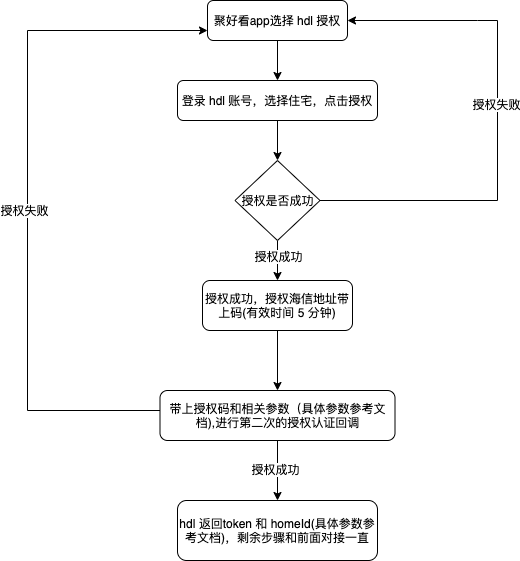 聚好看app选择 hdl 授权
授权失败
登录 hdl 账号，选择住宅，点击授权
授权是否成功
授权失败
授权成功
授权成功，授权海信地址带
上码(有效时间 5 分钟)
带上授权码和相关参数（具体参数参考文
档),进行第二次的授权认证回调
授权成功
hdl 返回token 和 homeId(具体参数参
考文档)，剩余步骤和前面对接一直